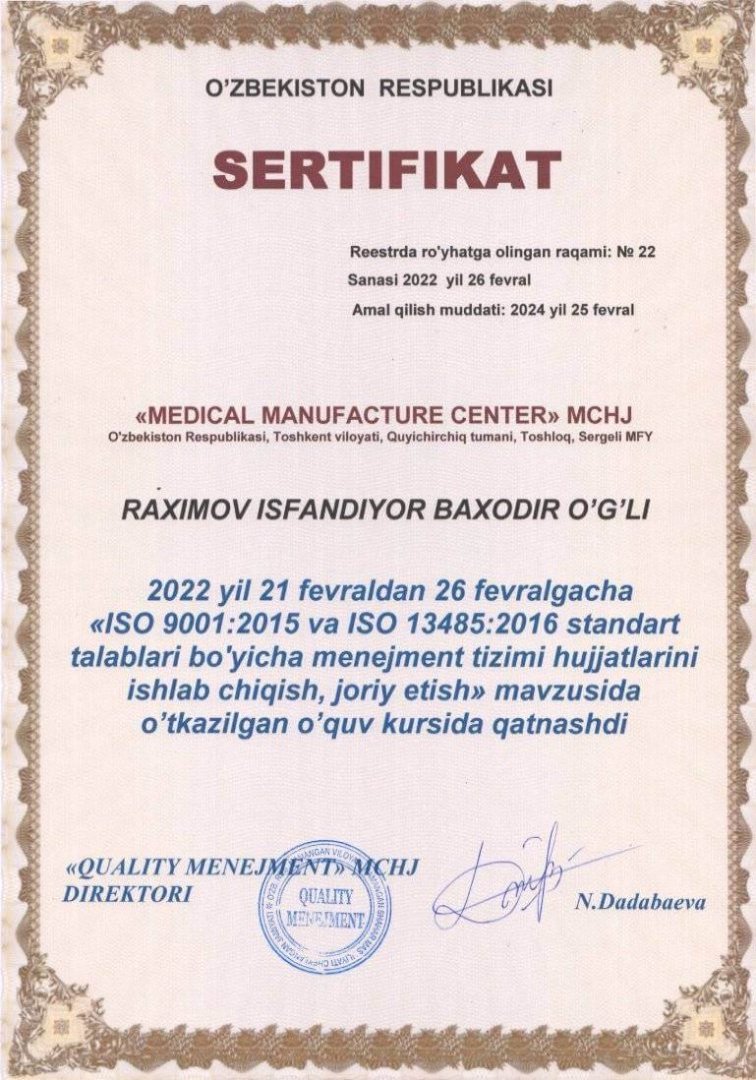 O'ZBEKISTON RESPUBLIKASI
SERTIFIKAT
Reestrda ro'yhatga olingan raqami: № 22
Sanasi 2022 yil 26 fevral
Amal qilish muddati: 2024 yil 25 fevral
«MEDICAL MANUFACTURE CENTER» MCHJ
O'zbekiston Respublikasi, Toshkent viloyati, Quyichirchiq tumani, Toshloq, Sergeli MFY
RAXIMOV ISFANDIYOR BAXODIR O'G'LI
2022 yil 21 fevraldan 26 fevralgacha
«ISO 9001:2015 va ISO 13485:2016 standart
talablari bo'yicha menejment tizimi hujjatlarini
ishlab chiqish, joriy etish» mavzusida
o'tkazilgan o'quv kursida qatnashdi
«QUALITY MENEJMENT» MCHJ
DIREKTORI
QUALITY
MENEJMENT
N.Dadabaeva